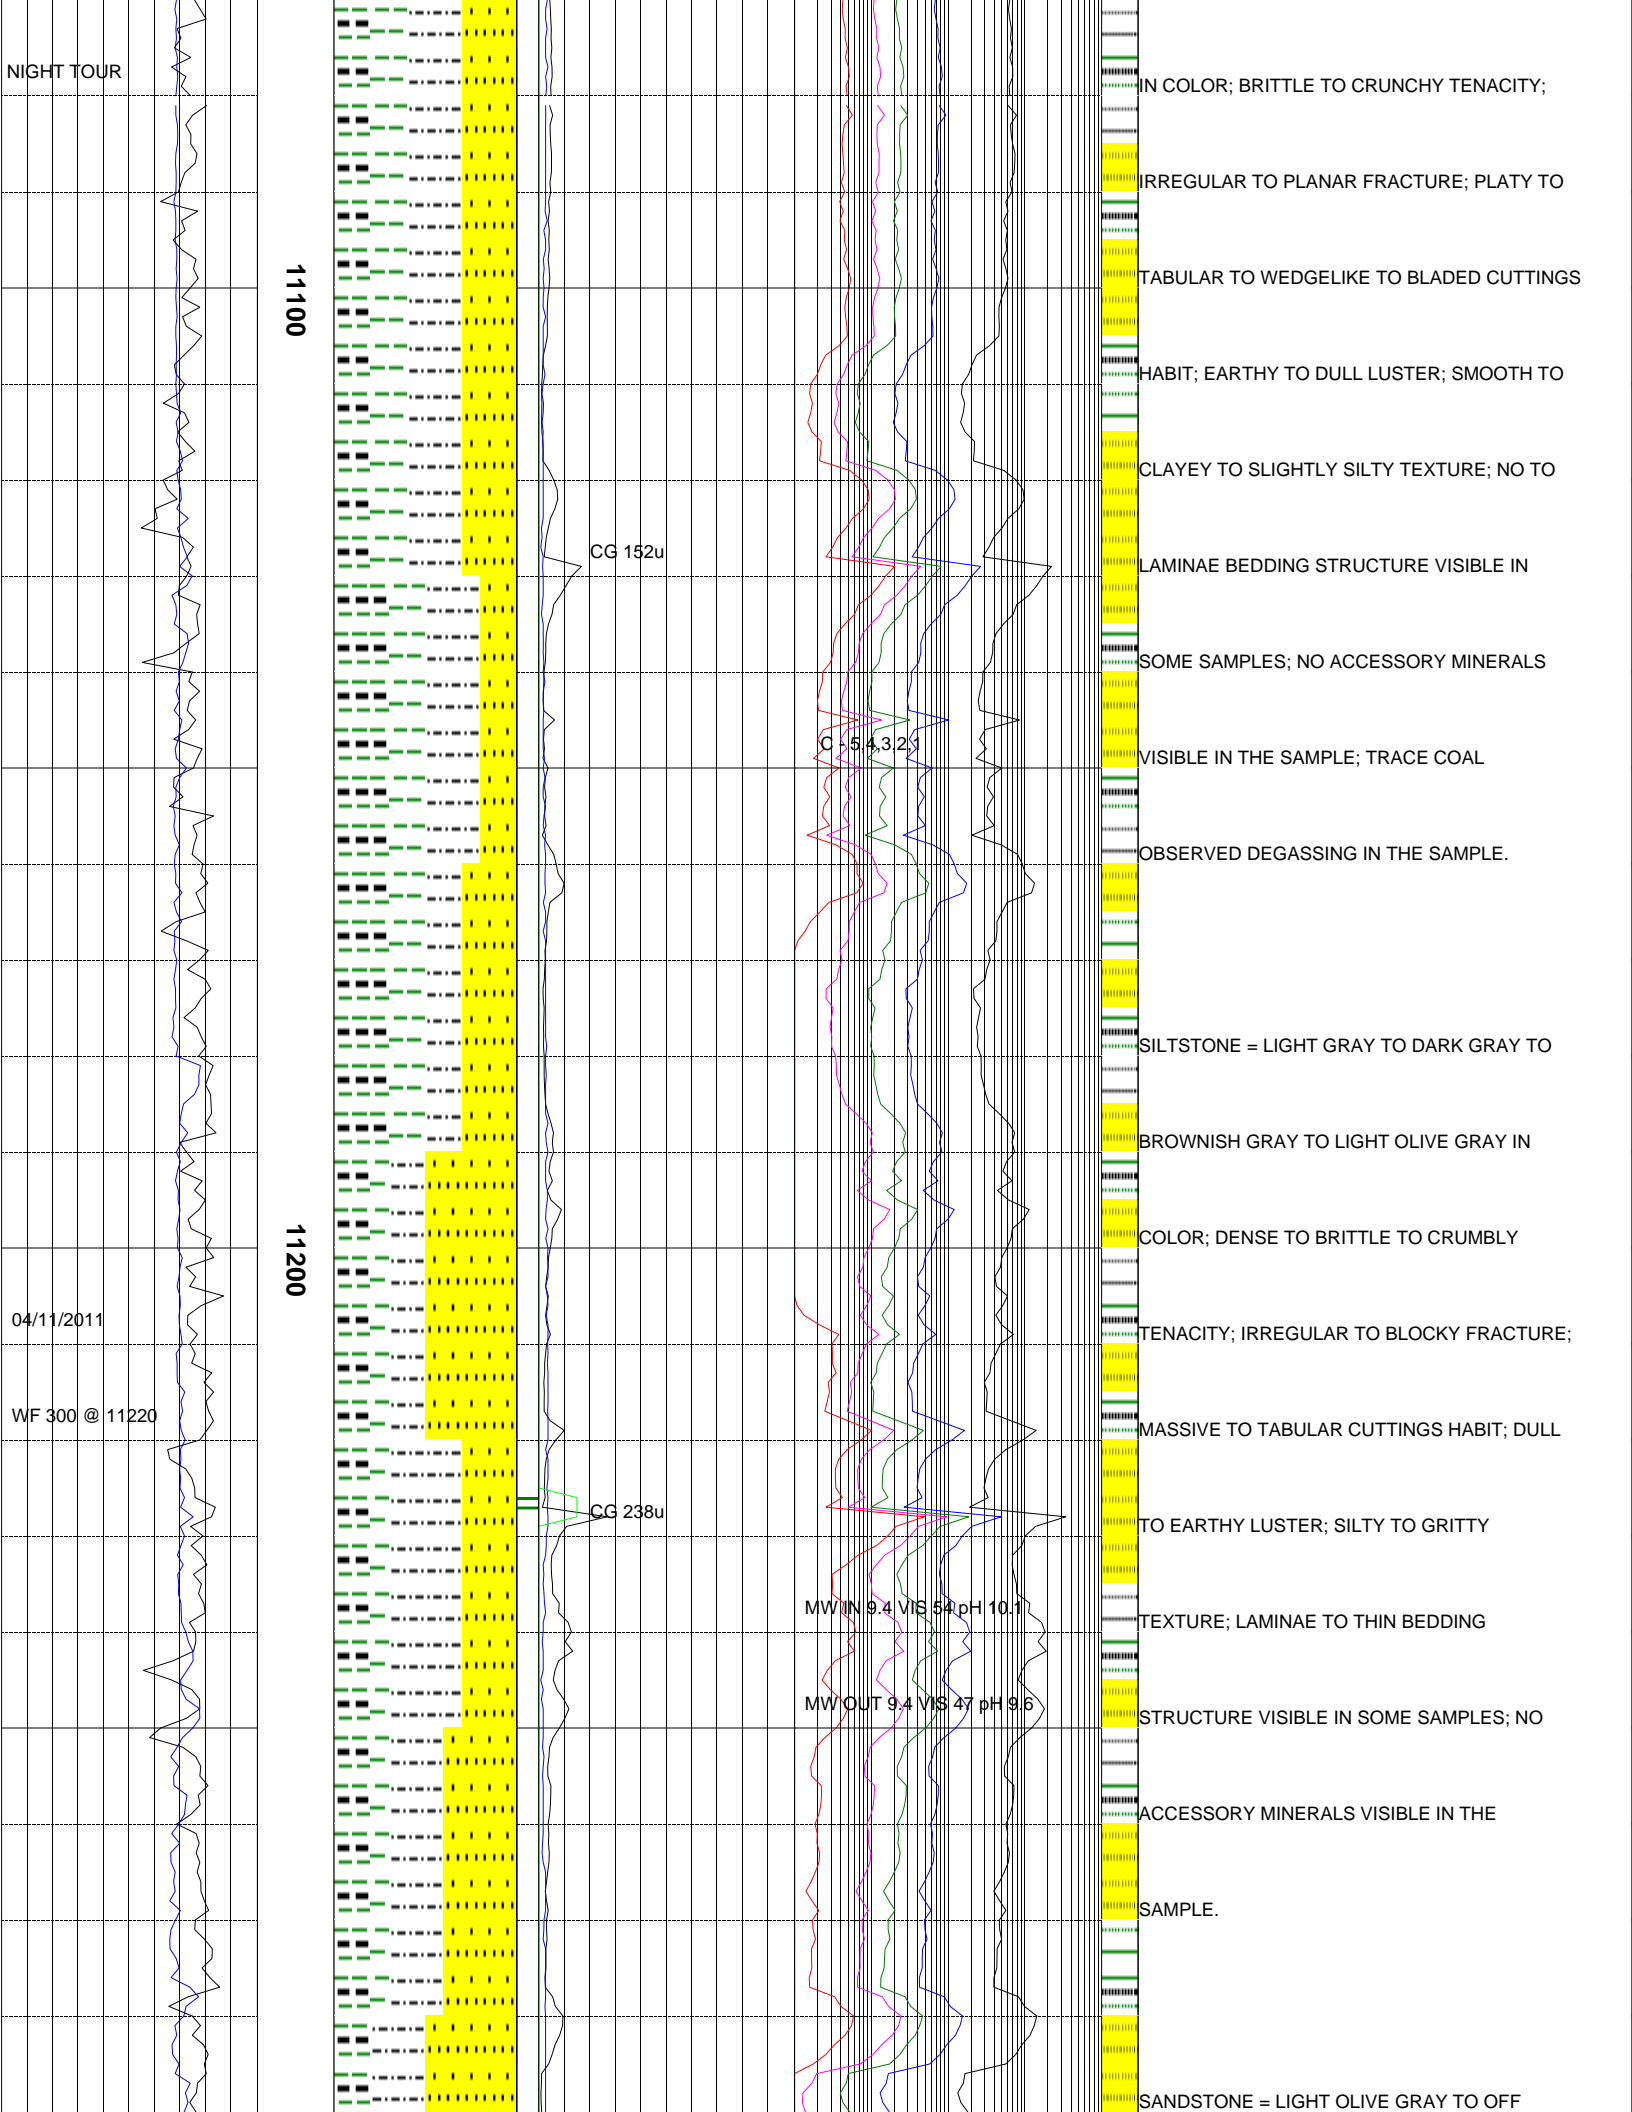 NIGHT TOUR
IN COLOR; BRITTLE TO CRUNCHY TENACITY;
IRREGULAR TO PLANAR FRACTURE; PLATY TO
TABULAR TO WEDGELIKE TO BLADED CUTTINGS
11100
HABIT; EARTHY TO DULL LUSTER; SMOOTH TO
CLAYEY TO SLIGHTLY SILTY TEXTURE; NO TO
CG 152u
LAMINAE BEDDING STRUCTURE VISIBLE IN
SOME SAMPLES; NO ACCESSORY MINERALS
C - 5,4,3,2,1
VISIBLE IN THE SAMPLE; TRACE COAL
OBSERVED DEGASSING IN THE SAMPLE.
SILTSTONE = LIGHT GRAY TO DARK GRAY TO
BROWNISH GRAY TO LIGHT OLIVE GRAY IN
COLOR; DENSE TO BRITTLE TO CRUMBLY
11200
04/11/2011
TENACITY; IRREGULAR TO BLOCKY FRACTURE;
WF 300 @ 11220
MASSIVE TO TABULAR CUTTINGS HABIT; DULL
CG 238u
TO EARTHY LUSTER; SILTY TO GRITTY
MW IN 9.4 VIS 54 pH 10.1
TEXTURE; LAMINAE TO THIN BEDDING
MW OUT 9.4 VIS 47 pH 9.6
STRUCTURE VISIBLE IN SOME SAMPLES; NO
ACCESSORY MINERALS VISIBLE IN THE
SAMPLE.
SANDSTONE = LIGHT OLIVE GRAY TO OFF